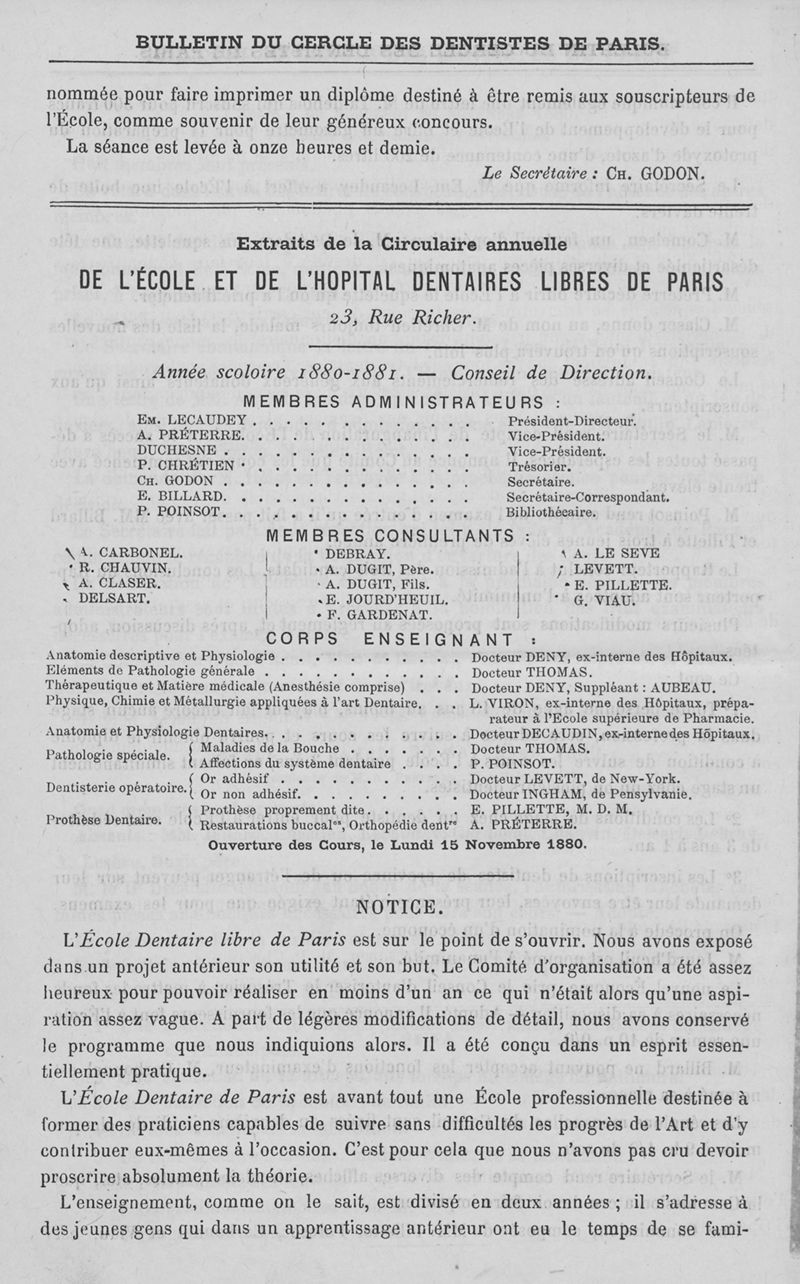 BULLETIN DU CERCLE DES DENTISTES DE PARIS.
nommée pour faire imprimer un diplôme destiné à être remis aux souscripteurs de
l'École, comme souvenir de leur généreux concours.
La séance est levée à onze heures et demie.
Le Secrétaire : CH. GODON.
Extraits de la Circulaire annuelle
DE L'ÉCOLE ET DE L'HOPITAL DENTAIRES LIBRES DE PARIS
23, Rue Richer.
Année scoloire 1880-1881. — Conseil de Direction.
MEMBRES ADMINISTRATEURS :
EM. LECAUDEY . . . . . . . . . . . . . Président-Directeur.
A. PRÉTERRE. . . . . . . . . . . . . . Vice-Président.
DUCHESNE . . . . . . . . . . . . . . . Vice-Président.
P. CHRÉTIEN . . . . . . . . . . . . . . Trésorier.
CH. GODON . . . . . . . . . . . . . . . Secrétaire.
E. BILLARD. . . . . . . . . . . . . . . Secrétaire-Correspondant.
P. POINSOT. . . . . . . . . . . . . . . Bibliothécaire.
MEMBRES CONSULTANTS :
A. CARBONEL.
R. CHAUVIN.
A. CLASER.
DELSART.
DEBRAY.
A. DUGIT, Père.
A. DUGIT, Fils.
E. JOURD'HEUIL.
F. GARDENAT.
A. LE SEVE
LEVETT.
E. PILLETTE.
G. VIAU.
CORPS ENSEIGNANT :
Anatomie descriptive et Physiologie . . . . . . . . . . . Docteur DENY, ex-interne des Hôpitaux.
Eléments de Pathologie générale . . . . . . . . . . . . Docteur THOMAS.
Thérapeutique et Matière médicale (Anesthésie comprise) . . . Docteur DENY, Suppléant : AUBEAU.
Physique, Chimie et Métallurgie appliquées à l'art Dentaire. . . L. VIRON, ex-interne des Hôpitaux, prépa-
rateur à l'Ecole supérieure de Pharmacie.
Anatomie et Physiologie Dentaires. . . . . . . . . . . . Docteur DECAUDIN, ex-interne des Hôpitaux.
Pathologie spéciale. { Maladies de la Bouche . . . . . . . Docteur THOMAS.
Affections du système dentaire . . . . P. POINSOT.
Dentisterie opératoire. { Or adhésif . . . . . . . . . . . Docteur LEVETT, de New-York.
Or non adhésif. . . . . . . . . . Docteur INGHAM, de Pensylvanie.
Prothèse Dentaire. { Prothèse proprement dite. . . . . . E. PILLETTE, M. D. M.
Restaurations buccales, Orthopédie dentre A. PRÉTERRE.
Ouverture des Cours, le Lundi 15 Novembre 1880.
NOTICE.
L'École Dentaire libre de Paris est sur le point de s'ouvrir. Nous avons exposé
dans un projet antérieur son utilité et son but. Le Comité d'organisation a été assez
heureux pour pouvoir réaliser en moins d'un an ce qui n'était alors qu'une aspi-
ration assez vague. A part de légères modifications de détail, nous avons conservé
le programme que nous indiquions alors. Il a été conçu dans un esprit essen-
tiellement pratique.
L'École Dentaire de Paris est avant tout une École professionnelle destinée à
former des praticiens capables de suivre sans difficultés les progrès de l'Art et d'y
contribuer eux-mêmes à l'occasion. C'est pour cela que nous n'avons pas cru devoir
proscrire absolument la théorie.
L'enseignement, comme on le sait, est divisé en deux années ; il s'adresse à
des jeunes gens qui dans un apprentissage antérieur ont eu le temps de se fami-